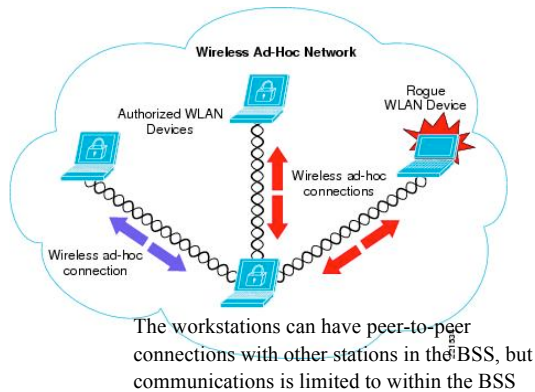 Wireless Ad-Hoc Network
Rogue
WLAN Device
Authorized WLAN
Devices
Wireless ad-hoc
connections
Wireless ad-hoc
connection
The workstations can have peer-to-peer
connections with other stations in the BSS, but
communications is limited to within the BSS